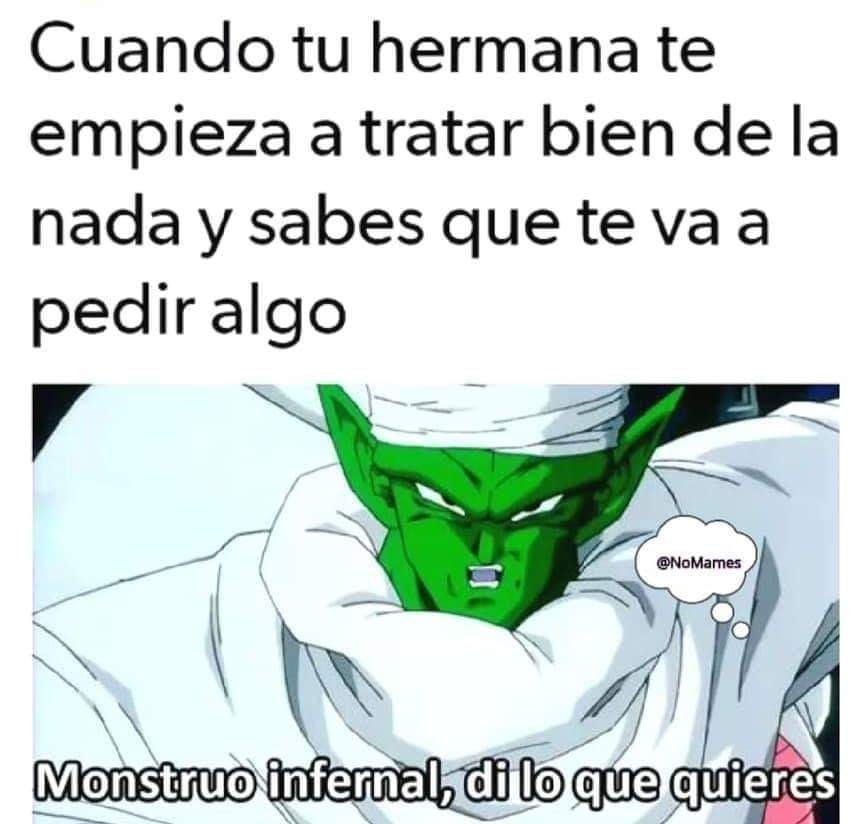 Cuando tu hermana te
empieza a tratar bien de la
nada y sabes que te va a
pedir algo
@NoMames
Monstruo infernal, di lo que quieres